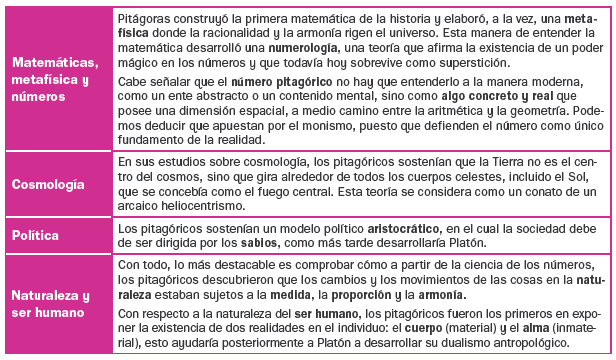 Matemáticas,
metafísica y
números
Pitágoras construyó la primera matemática de la historia y elaboró, a la vez, una meta-
física donde la racionalidad y la armonía rigen el universo. Esta manera de entender la
matemática desarrolló una numerología, una teoría que afirma la existencia de un poder
mágico en los números y que todavía hoy sobrevive como superstición.
Cabe señalar que el número pitagórico no hay que entenderlo a la manera moderna,
como un ente abstracto o un contenido mental, sino como algo concreto y real que
posee una dimensión espacial, a medio camino entre la aritmética y la geometría. Pode-
mos deducir que apuestan por el monismo, puesto que defienden el número como único
fundamento de la realidad.
Cosmología
En sus estudios sobre cosmología, los pitagóricos sostenían que la Tierra no es el cen-
tro del cosmos, sino que gira alrededor de todos los cuerpos celestes, incluido el Sol,
que se concebía como el fuego central. Esta teoría se considera como un conato de un
arcaico heliocentrismo.
Política
Los pitagóricos sostenían un modelo político aristocrático, en el cual la sociedad debe
de ser dirigida por los sabios, como más tarde desarrollaría Platón.
Naturaleza y
ser humano
Con todo, lo más destacable es comprobar cómo a partir de la ciencia de los números,
los pitagóricos descubrieron que los cambios y los movimientos de las cosas en la natu-
raleza estaban sujetos a la medida, la proporción y la armonía.
Con respecto a la naturaleza del ser humano, los pitagóricos fueron los primeros en expo-
ner la existencia de dos realidades en el individuo: el cuerpo (material) y el alma (inmate-
rial), esto ayudaría posteriormente a Platón a desarrollar su dualismo antropológico.